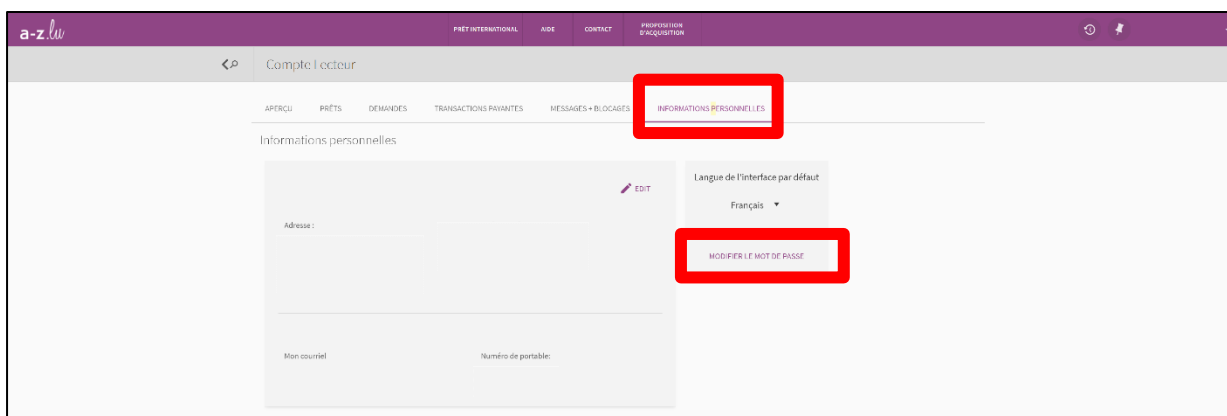 a-z.lu
PRÊT INTERNATIONAL AIDE CONTACT PROPOSITION D'ACQUISITION
Compte Lecteur
APERÇU PRÊTS DEMANDES TRANSACTIONS PAYANTES MESSAGES + BLOCAGES INFORMATIONS PERSONNELLES
Informations personnelles
EDIT
Langue de l'interface par défaut
Français
Adresse :
MODIFIER LE MOT DE PASSE
Mon courriel Numéro de portable: